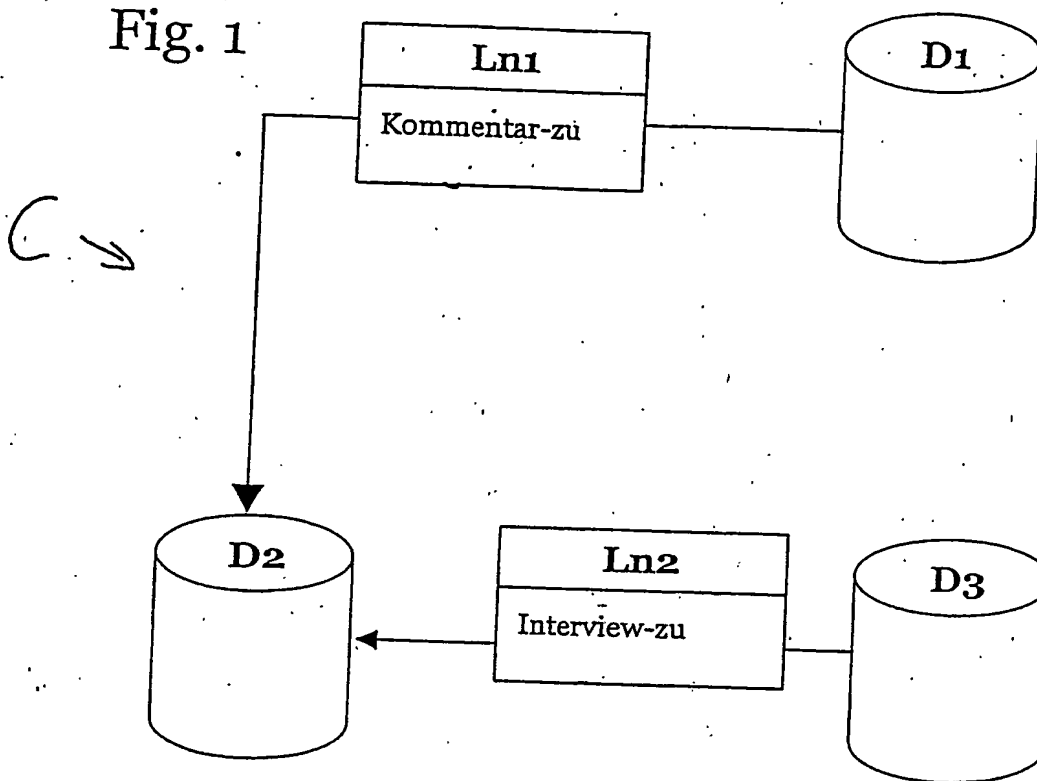 Fig. 1
Ln1
Kommentar-zu
D1
C
D2
Ln2
Interview-zu
D3